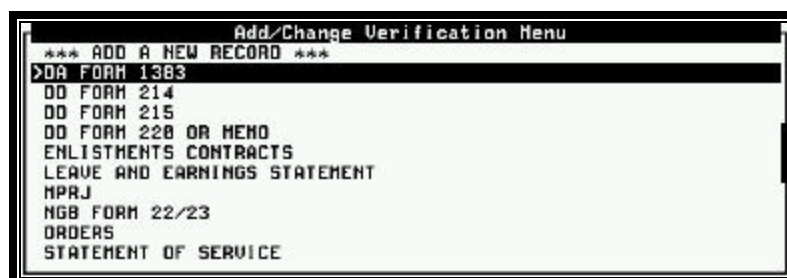 Add/Change Verification Menu
*** ADD A NEW RECORD ***
>DA FORM 1383
DD FORM 214
DD FORM 215
DD FORM 220 OR MEMO
ENLISTMENTS CONTRACTS
LEAVE AND EARNINGS STATEMENT
MPRJ
NGB FORM 22/23
ORDERS
STATEMENT OF SERVICE